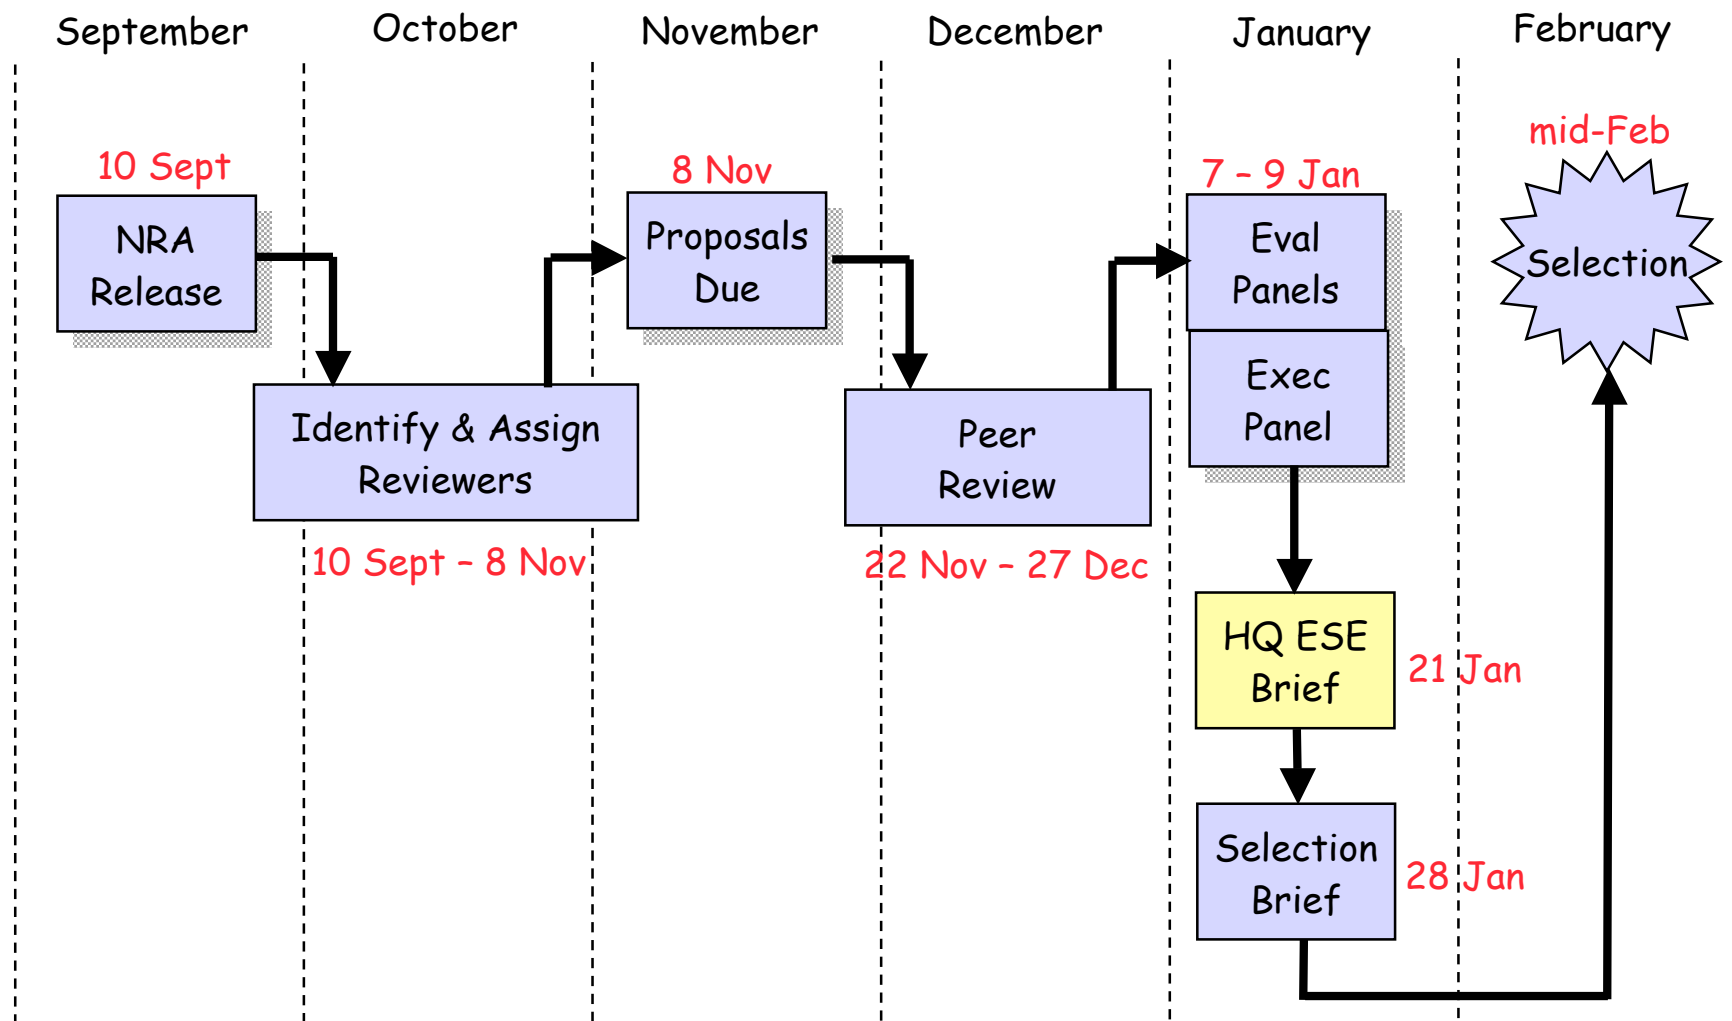 September
October
November
December
January
February
10 Sept
NRA
Release
Identify & Assign
Reviewers
10 Sept – 8 Nov
8 Nov
Proposals
Due
Peer
Review
22 Nov – 27 Dec
7 – 9 Jan
Eval
Panels
Exec
Panel
HQ ESE
Brief
21 Jan
Selection
Brief
28 Jan
mid-Feb
Selection